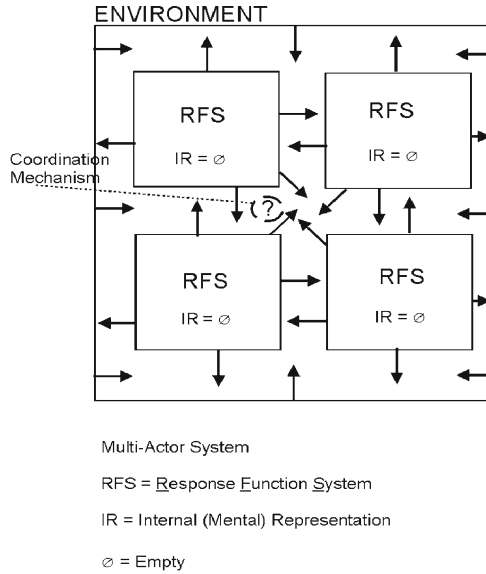 ENVIRONMENT
RFS
IR = ∅
RFS
IR = ∅
Coordination
Mechanism
?
RFS
IR = ∅
RFS
IR = ∅
Multi-Actor System
RFS = Response Function System
IR = Internal (Mental) Representation
∅ = Empty